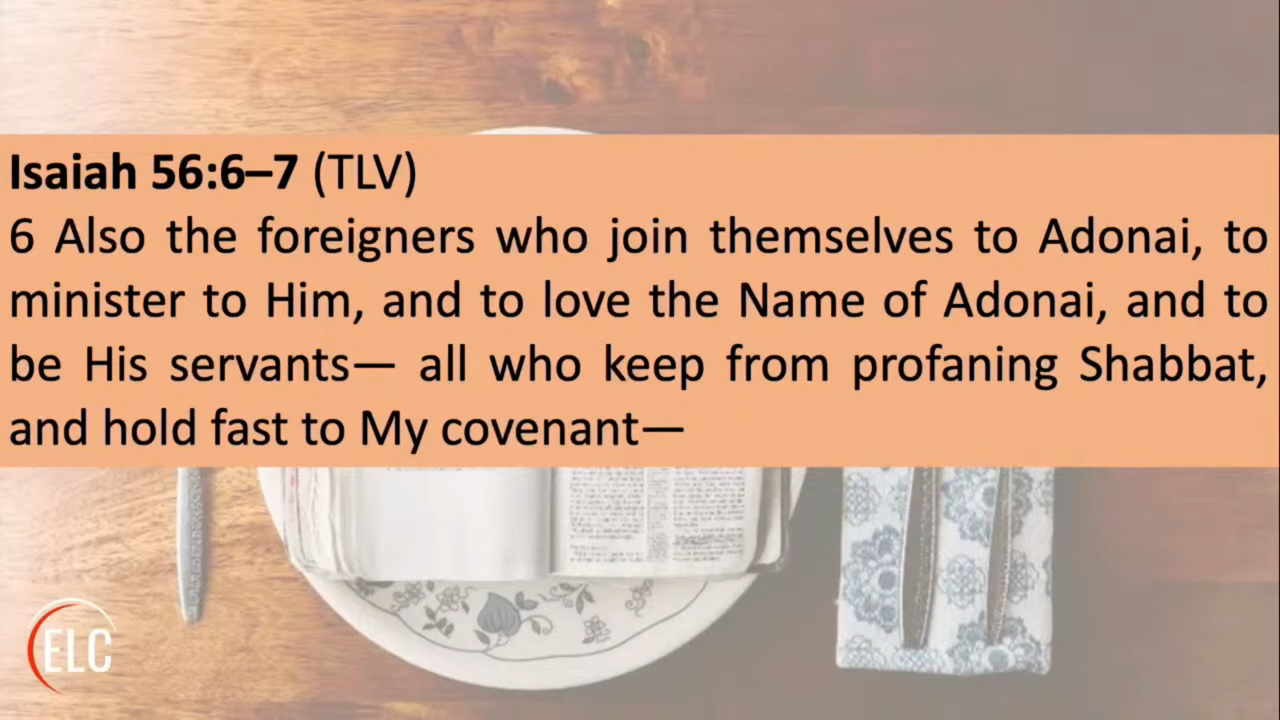 Isaiah 56:6–7 (TLV)
6 Also the foreigners who join themselves to Adonai, to
minister to Him, and to love the Name of Adonai, and to
be His servants— all who keep from profaning Shabbat,
and hold fast to My covenant—
ELC